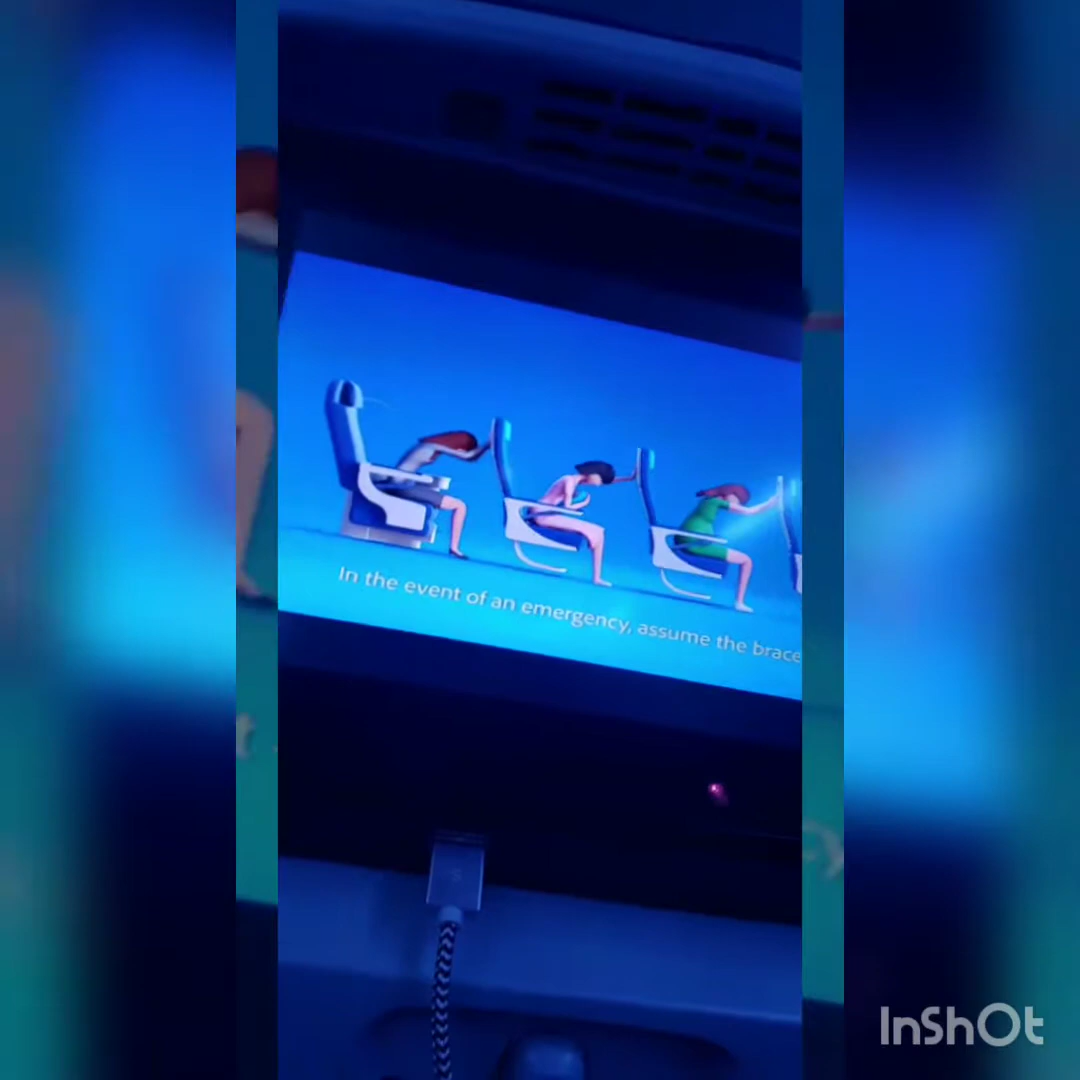 In the event of an emergency, assume the brace
InShOt